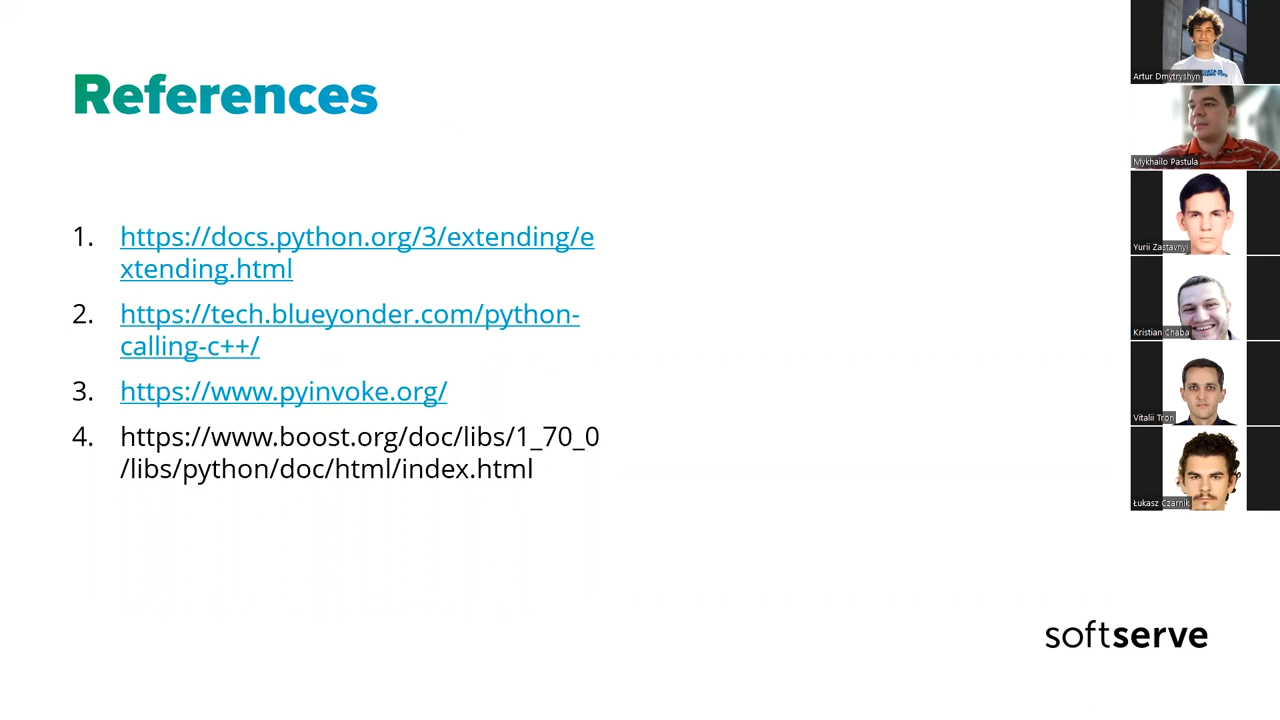 References
1. https://docs.python.org/3/extending/e
xtending.html
2. https://tech.blueyonder.com/python-
calling-c++/
3. https://www.pyinvoke.org/
4. https://www.boost.org/doc/libs/1_70_0
/libs/python/doc/html/index.html
softserve
Artur Dmytryshyn
Mykhailo Pastula
Yurii Zastavnyi
Kristian Chaba
Vitalii Tron
Łukasz Czarnik